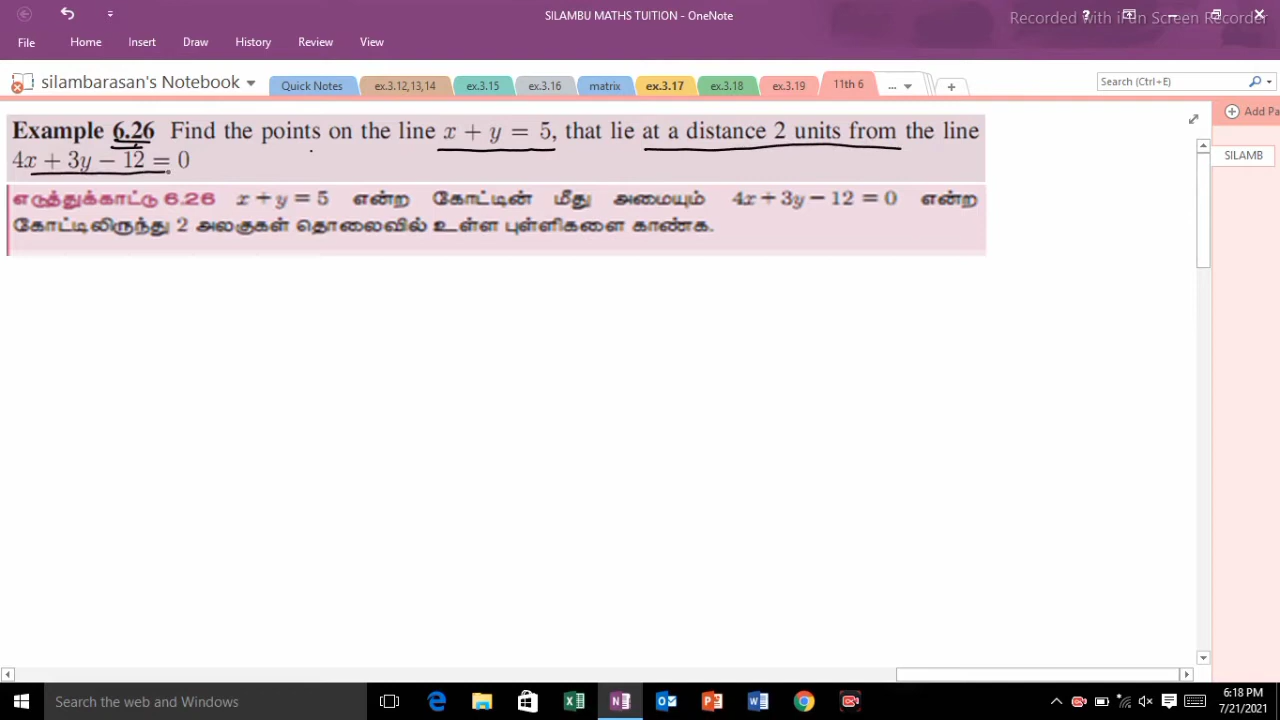 SILAMBU MATHS TUITION - OneNote
Recorded with iFun Screen Recorder
File Home Insert Draw History Review View
silambarasan's Notebook Quick Notes ex.3.12,13,14 ex.3.15 ex.3.16 matrix ex.3.17 ex.3.18 ex.3.19 11th 6 ... + Search (Ctrl+E)
Add Pa
Example 6.26 Find the points on the line x + y = 5, that lie at a distance 2 units from the line
4x + 3y − 12 = 0
SILAMB
எடுத்துக்காட்டு 6.26 x + y = 5 என்ற கோட்டின் மீது அமையும் 4x + 3y − 12 = 0 என்ற
கோட்டிலிருந்து 2 அலகுகள் தொலைவில் உள்ள புள்ளிகளை காண்க.
Search the web and Windows
6:18 PM
7/21/2021